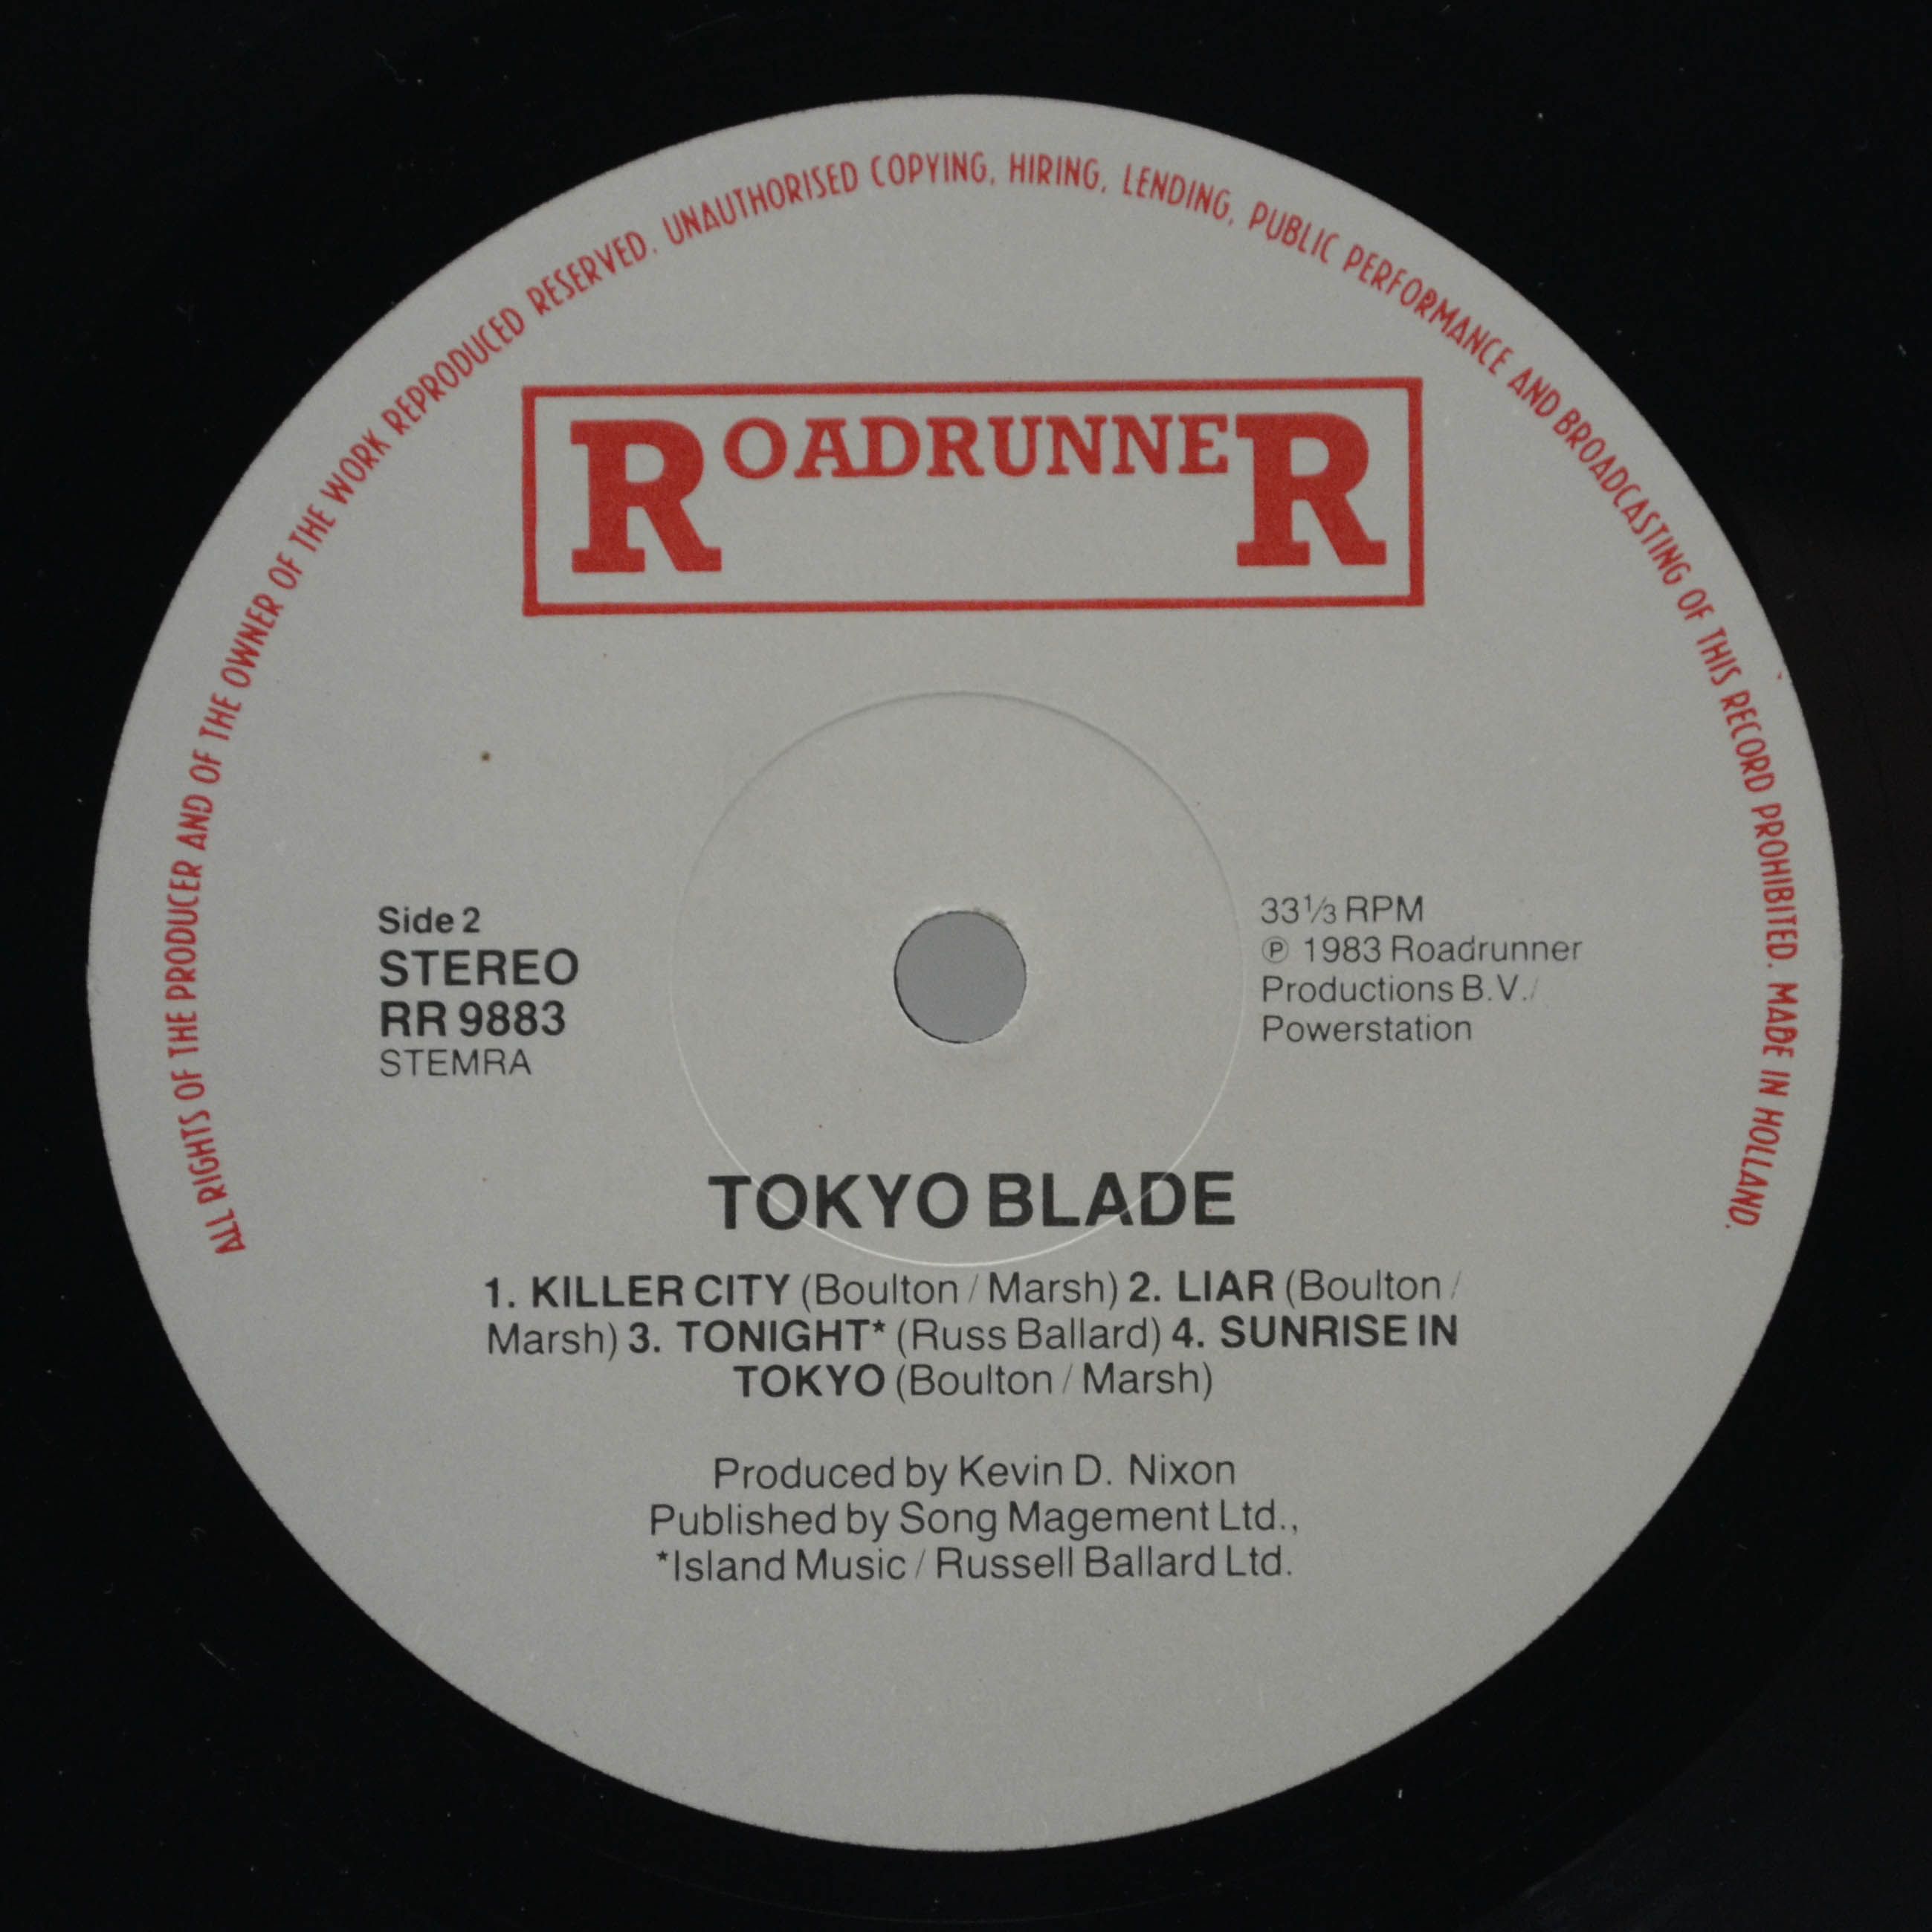 ALL RIGHTS OF THE PRODUCER AND OF THE OWNER OF THE WORK REPRODUCED RESERVED. UNAUTHORISED COPYING, HIRING, LENDING, PUBLIC PERFORMANCE AND BROADCASTING OF THIS RECORD PROHIBITED. MADE IN HOLLAND.
ROADRUNNER
Side 2
STEREO
RR 9883
STEMRA
33⅓ RPM
℗ 1983 Roadrunner
Productions B.V./
Powerstation
TOKYO BLADE
1. KILLER CITY (Boulton / Marsh) 2. LIAR (Boulton /
Marsh) 3. TONIGHT* (Russ Ballard) 4. SUNRISE IN
TOKYO (Boulton / Marsh)
Produced by Kevin D. Nixon
Published by Song Magement Ltd.,
*Island Music / Russell Ballard Ltd.